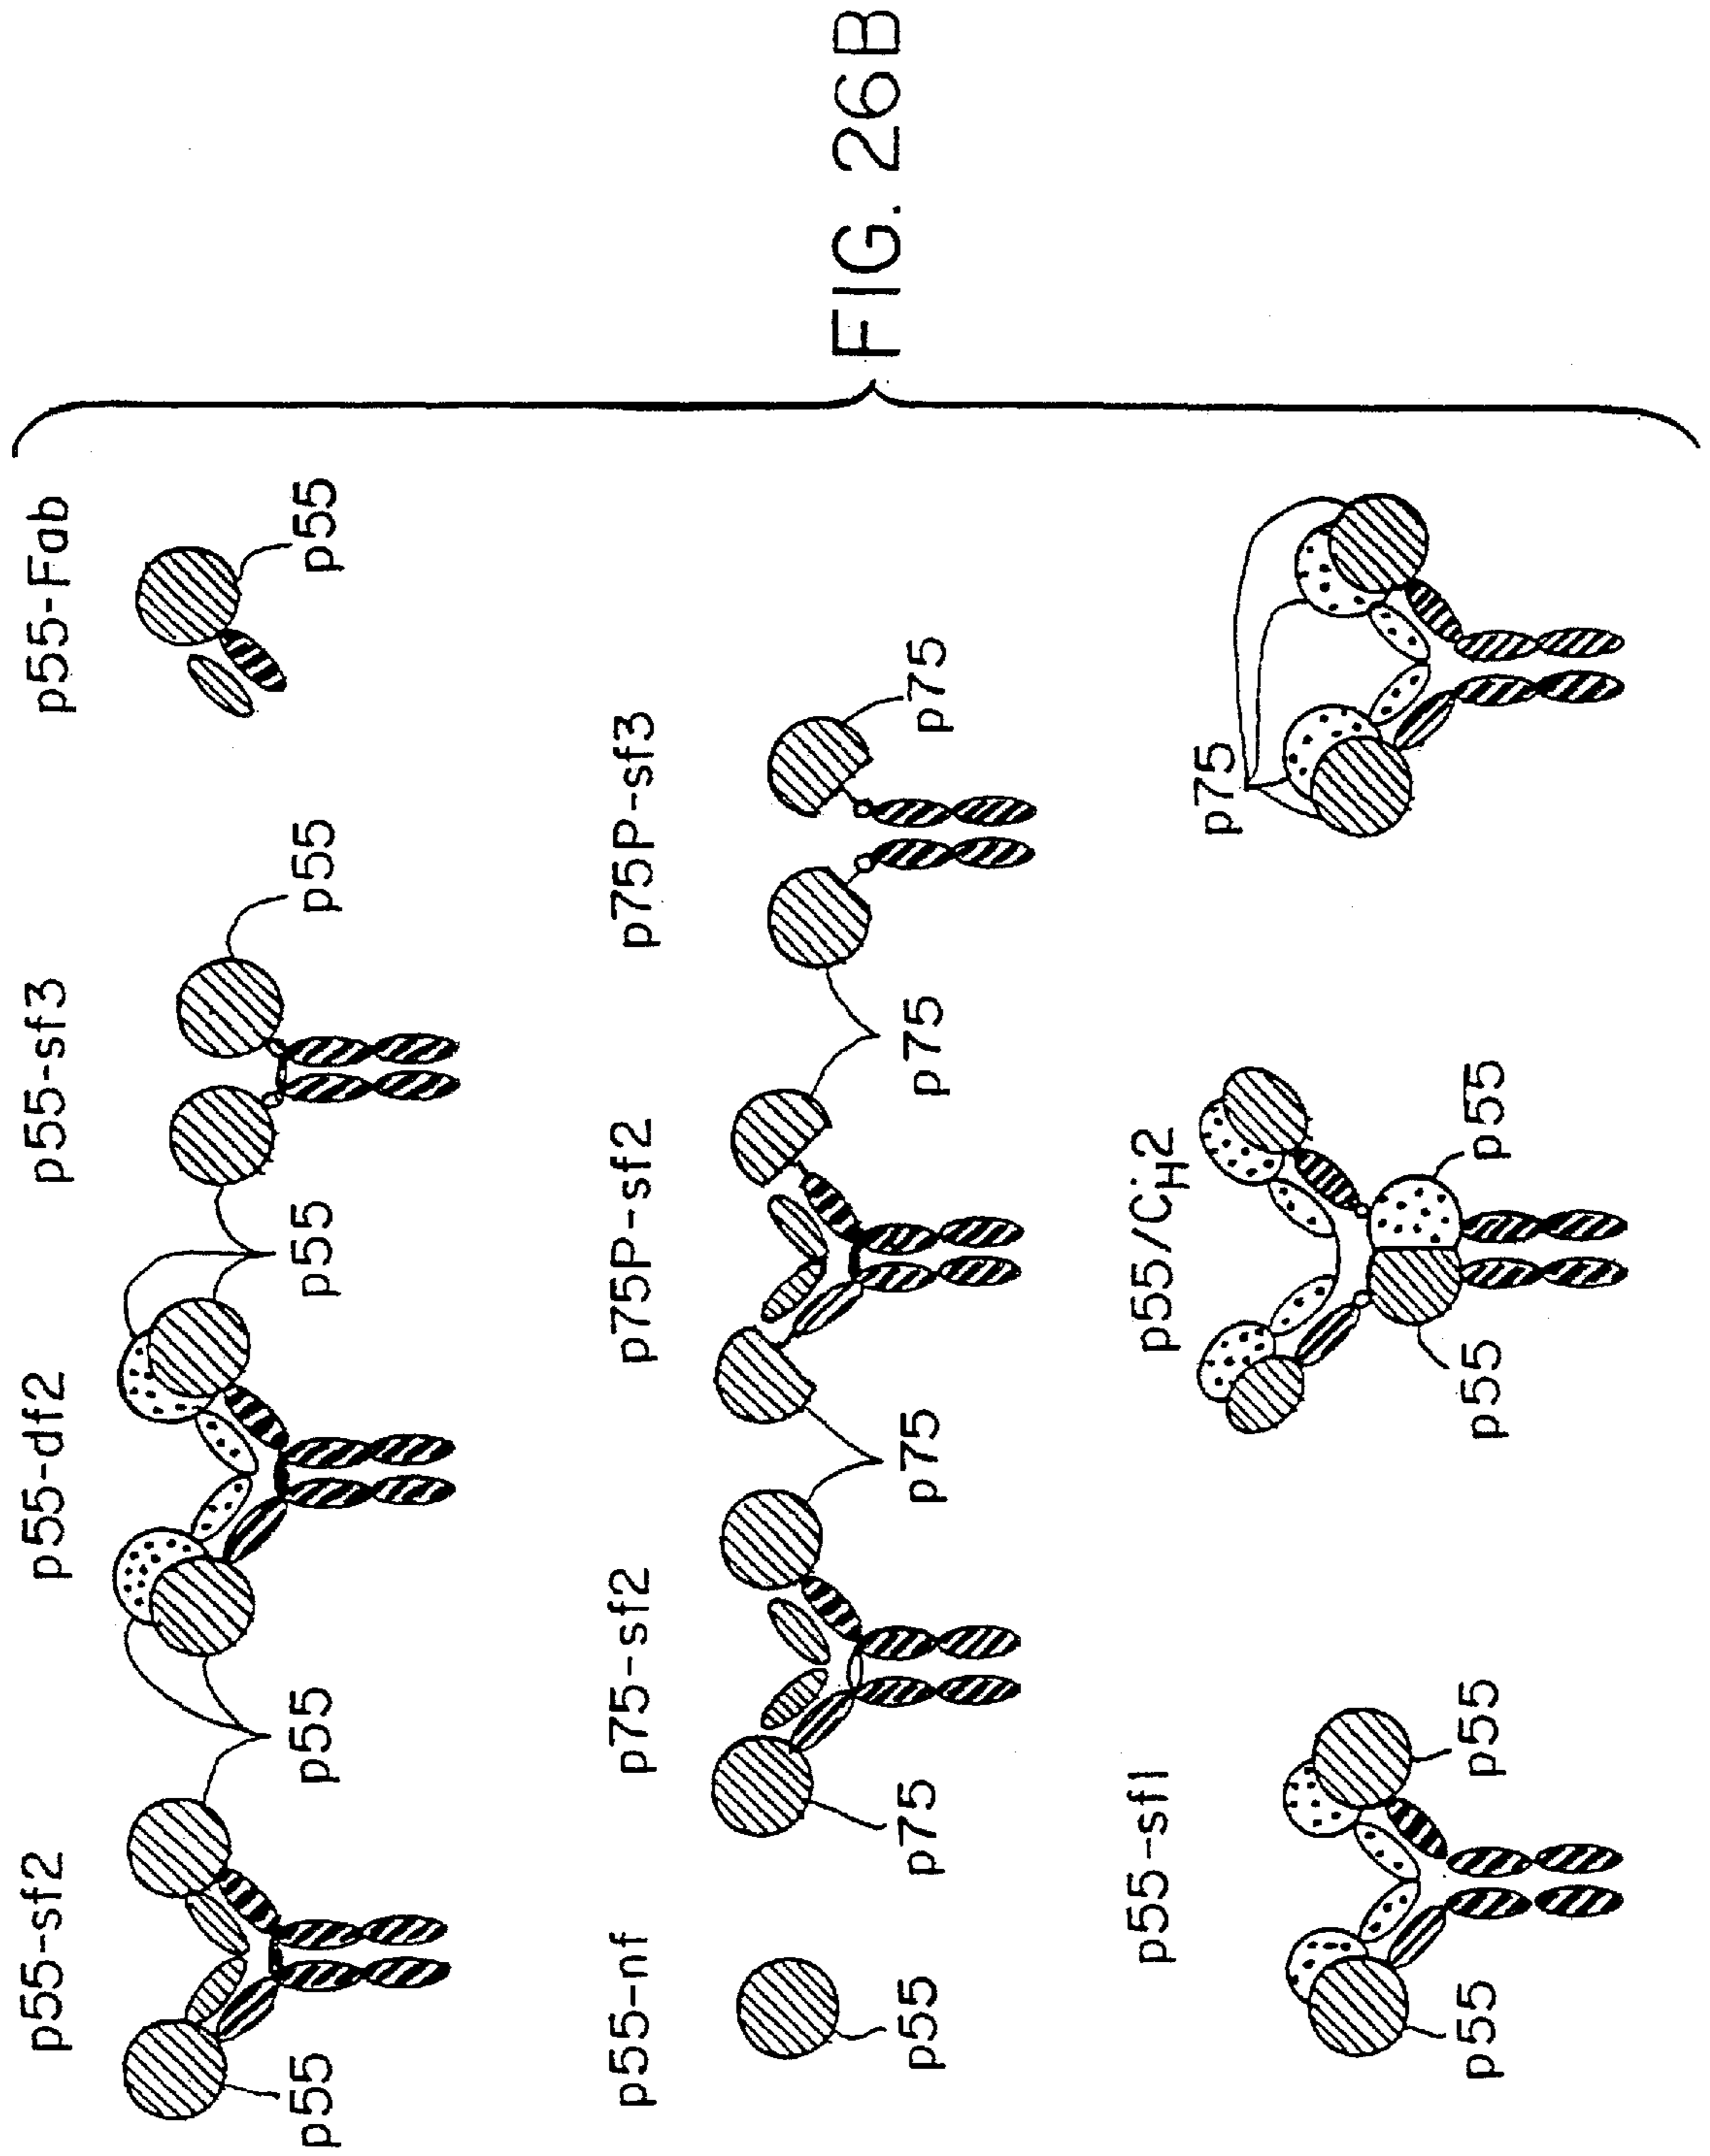 p55-sf2 p55-df2 p55-sf3 p55-Fab
p55 p55 p55 p55 p55
p55-nf p75-sf2 p75P-sf2 p75P-sf3
p55 p75 p75 p75 p75
p55-sf1 p55/CH2 p75
p55 p55 p55 p55
FIG. 26B